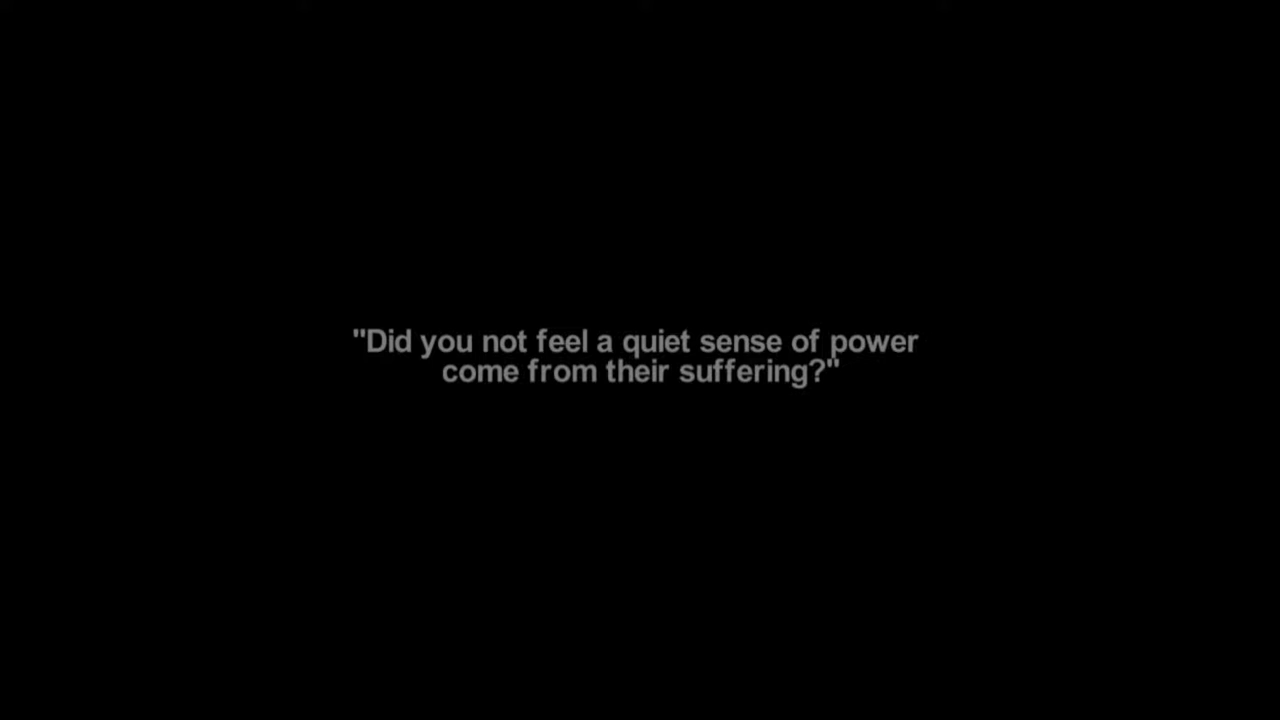 "Did you not feel a quiet sense of power
come from their suffering?"